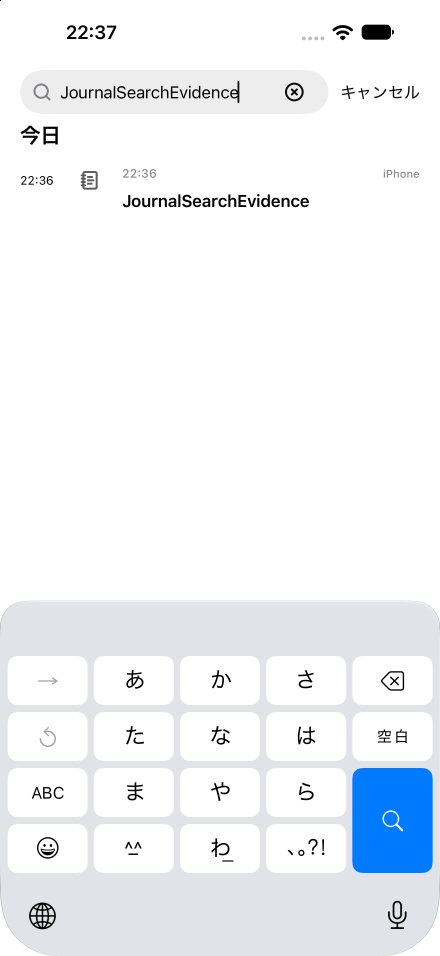 22:37
JournalSearchEvidence キャンセル
今日
22:36 22:36 iPhone
JournalSearchEvidence
→ あ か さ
た な は 空白
ABC ま や ら
^^ わ_ 、。?!